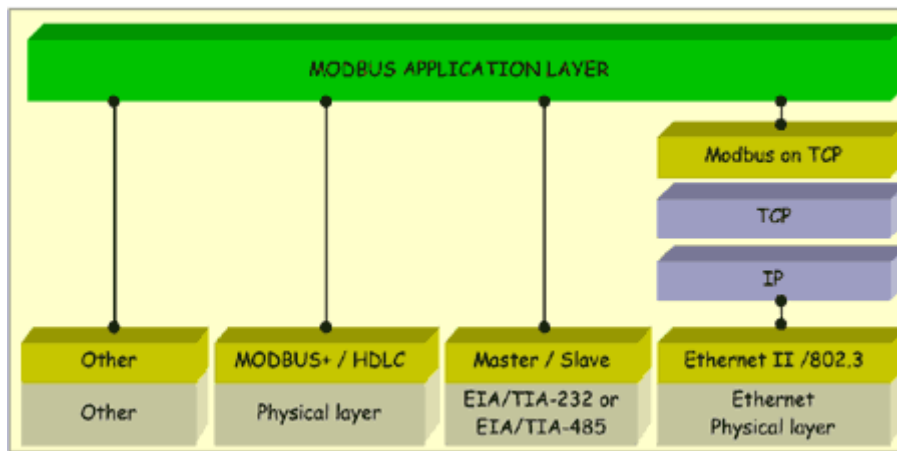 MODBUS APPLICATION LAYER
Modbus on TCP
TCP
IP
Other
MODBUS+ / HDLC
Master / Slave
Ethernet II /802.3
Other
Physical layer
EIA/TIA-232 or
EIA/TIA-485
Ethernet
Physical layer